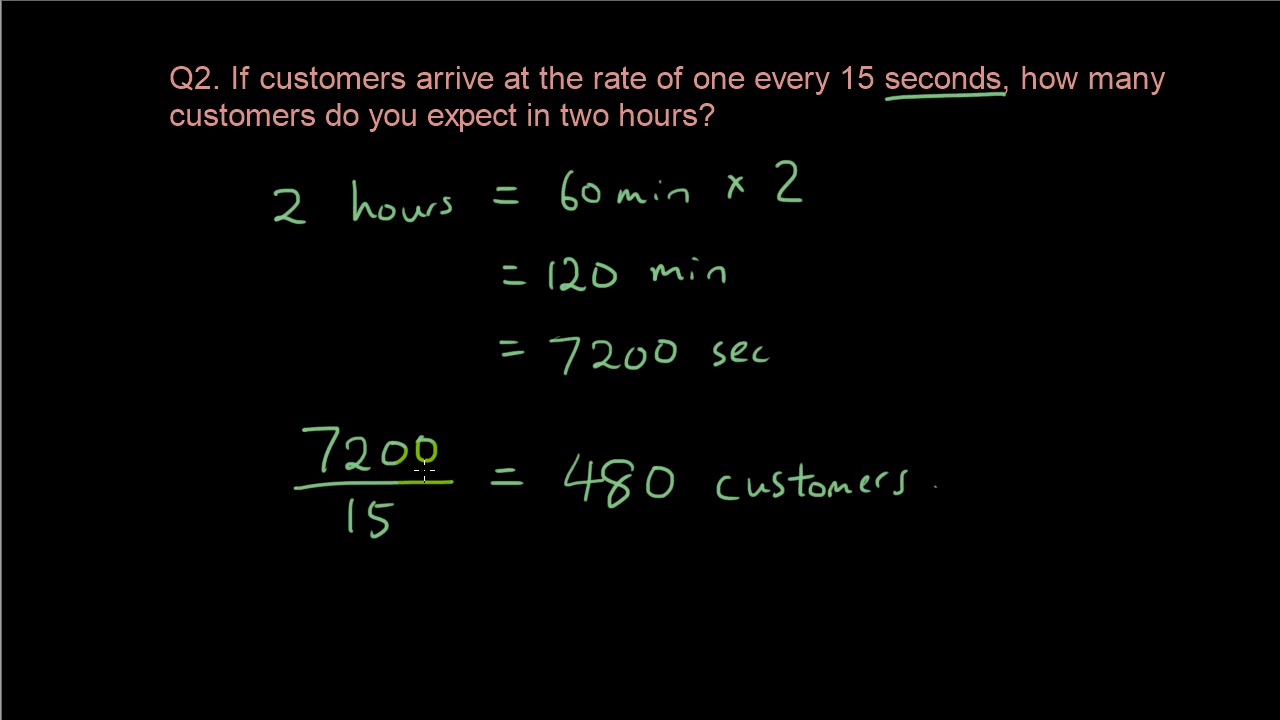 Q2. If customers arrive at the rate of one every 15 seconds, how many
customers do you expect in two hours?
2 hours = 60 min x 2
= 120 min
= 7200 sec
7200
15
= 480 customers.